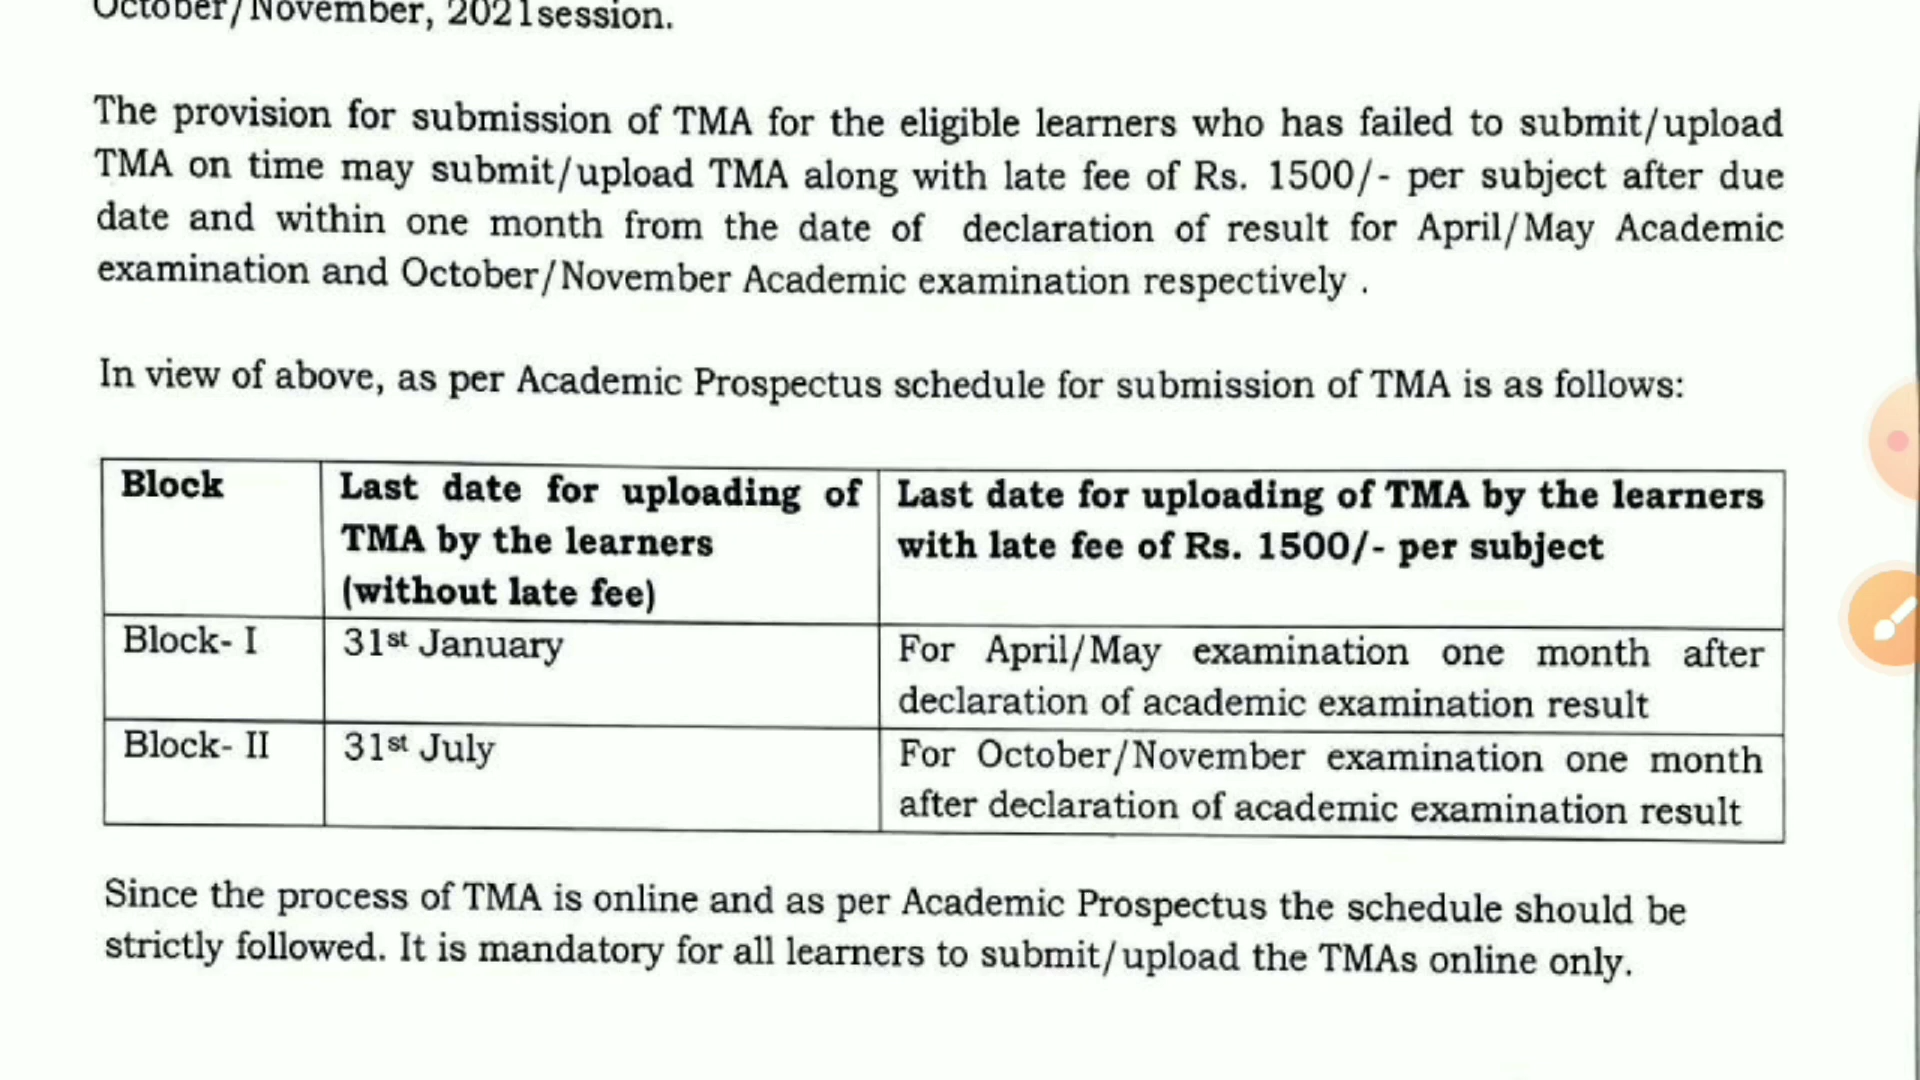 October/November, 2021session.
The provision for submission of TMA for the eligible learners who has failed to submit/upload
TMA on time may submit/upload TMA along with late fee of Rs. 1500/- per subject after due
date and within one month from the date of declaration of result for April/May Academic
examination and October/November Academic examination respectively .
In view of above, as per Academic Prospectus schedule for submission of TMA is as follows:
Block
Last date for uploading of
TMA by the learners
(without late fee)
Last date for uploading of TMA by the learners
with late fee of Rs. 1500/- per subject
Block- I
31st January
For April/May examination one month after
declaration of academic examination result
Block- II
31st July
For October/November examination one month
after declaration of academic examination result
Since the process of TMA is online and as per Academic Prospectus the schedule should be
strictly followed. It is mandatory for all learners to submit/upload the TMAs online only.